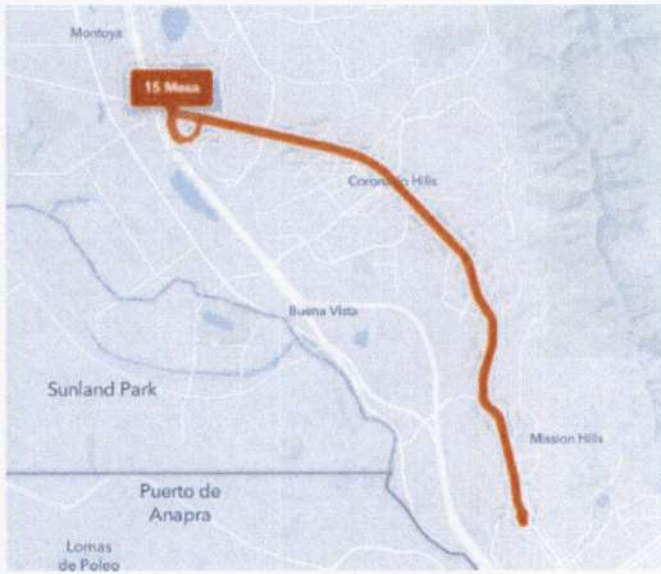 Montoya
15 Mesa
Coronado Hills
Buena Vista
Sunland Park
Mission Hills
Puerto de
Anapra
Lomas
de Poleo